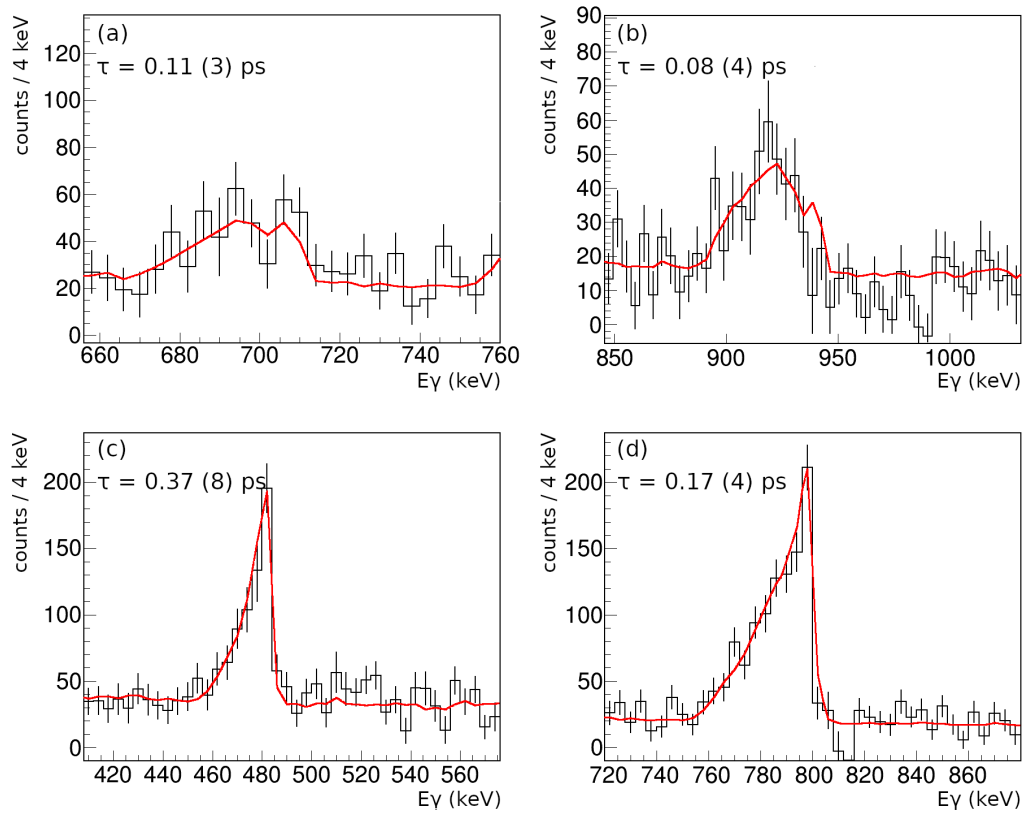 (a)
τ = 0.11 (3) ps
counts / 4 keV
120
100
80
60
40
20
0
660 680 700 720 740 760
Eγ (keV)
(b)
τ = 0.08 (4) ps
counts / 4 keV
90
80
70
60
50
40
30
20
10
0
850 900 950 1000
Eγ (keV)
(c)
τ = 0.37 (8) ps
counts / 4 keV
200
150
100
50
0
420 440 460 480 500 520 540 560
Eγ (keV)
(d)
τ = 0.17 (4) ps
counts / 4 keV
200
150
100
50
0
720 740 760 780 800 820 840 860
Eγ (keV)